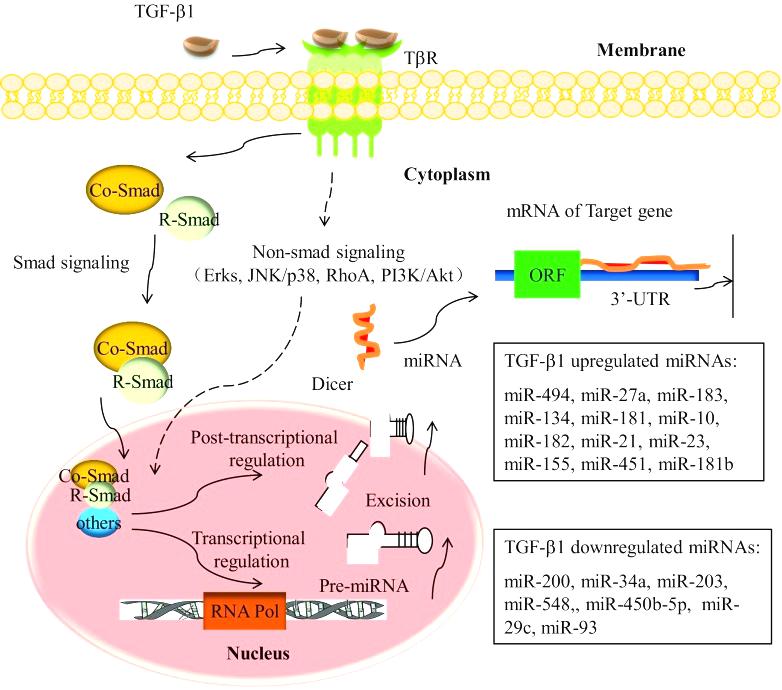 TGF-β1
TβR
Membrane
Cytoplasm
Co-Smad
R-Smad
Smad signaling
Non-smad signaling
(Erks, JNK/p38, RhoA, PI3K/Akt)
mRNA of Target gene
ORF
3’-UTR
miRNA
Dicer
Co-Smad
R-Smad
TGF-β1 upregulated miRNAs:
miR-494, miR-27a, miR-183,
miR-134, miR-181, miR-10,
miR-182, miR-21, miR-23,
miR-155, miR-451, miR-181b
Post-transcriptional
regulation
Co-Smad
R-Smad
others
Excision
Transcriptional
regulation
Pre-miRNA
RNA Pol
Nucleus
TGF-β1 downregulated miRNAs:
miR-200, miR-34a, miR-203,
miR-548,, miR-450b-5p, miR-
29c, miR-93